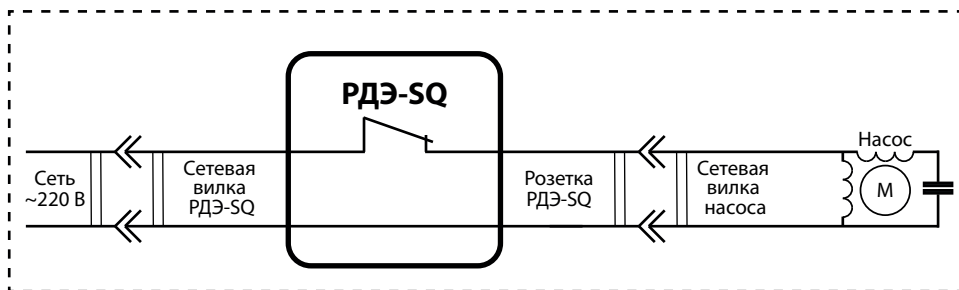 РДЭ-SQ
Сеть
~220 В
Сетевая
вилка
РДЭ-SQ
Розетка
РДЭ-SQ
Сетевая
вилка
насоса
Насос
М